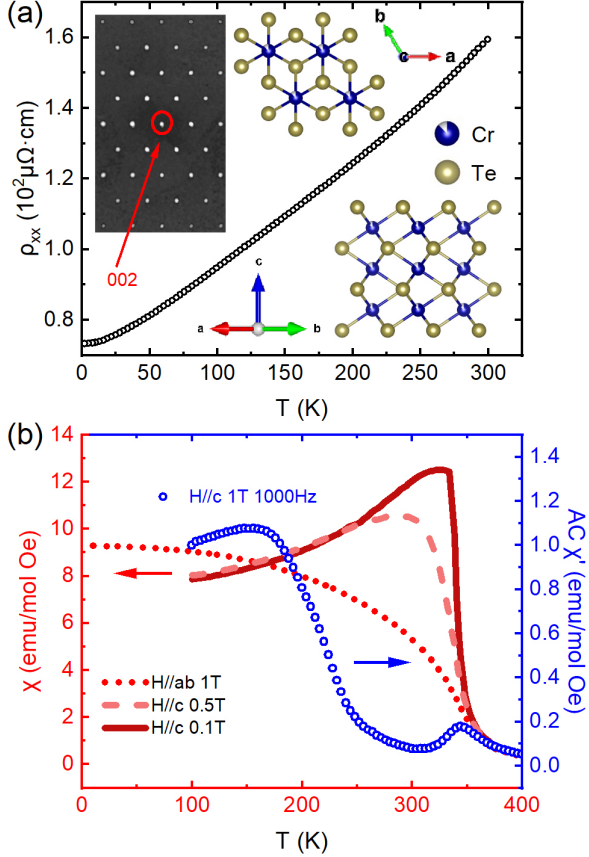 (a)
1.6
1.4
1.2
1.0
0.8
ρxx (10²μΩ·cm)
002
b
c
a
Cr
Te
c
a
b
0
50
100
150
200
250
300
T (K)
(b)
14
12
10
8
6
4
2
0
χ (emu/mol Oe)
H//c 1T 1000Hz
H//ab 1T
H//c 0.5T
H//c 0.1T
1.4
1.2
1.0
0.8
0.6
0.4
0.2
0.0
AC χ' (emu/mol Oe)
0
100
200
300
400
T (K)